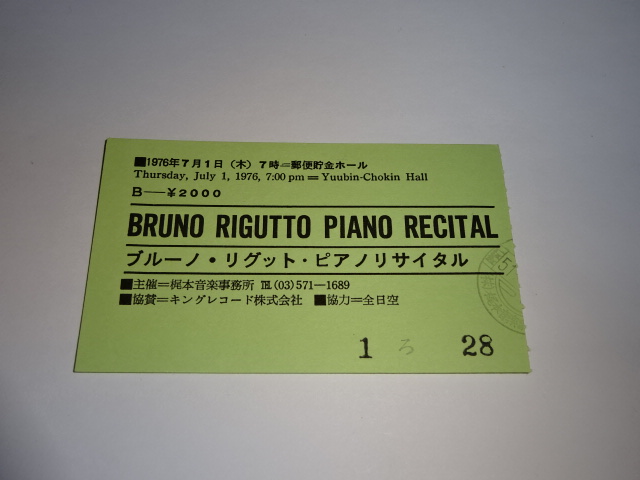 ■1976年7月1日(木)7時=郵便貯金ホール
Thursday, July 1, 1976, 7:00 pm = Yuubin-Chokin Hall
B—¥2000
BRUNO RIGUTTO PIANO RECITAL
ブルーノ・リグット・ピアノリサイタル
■主催=梶本音楽事務所 ℡(03)571—1689
■協賛=キングレコード株式会社 ■協力=全日空
1 ろ 28